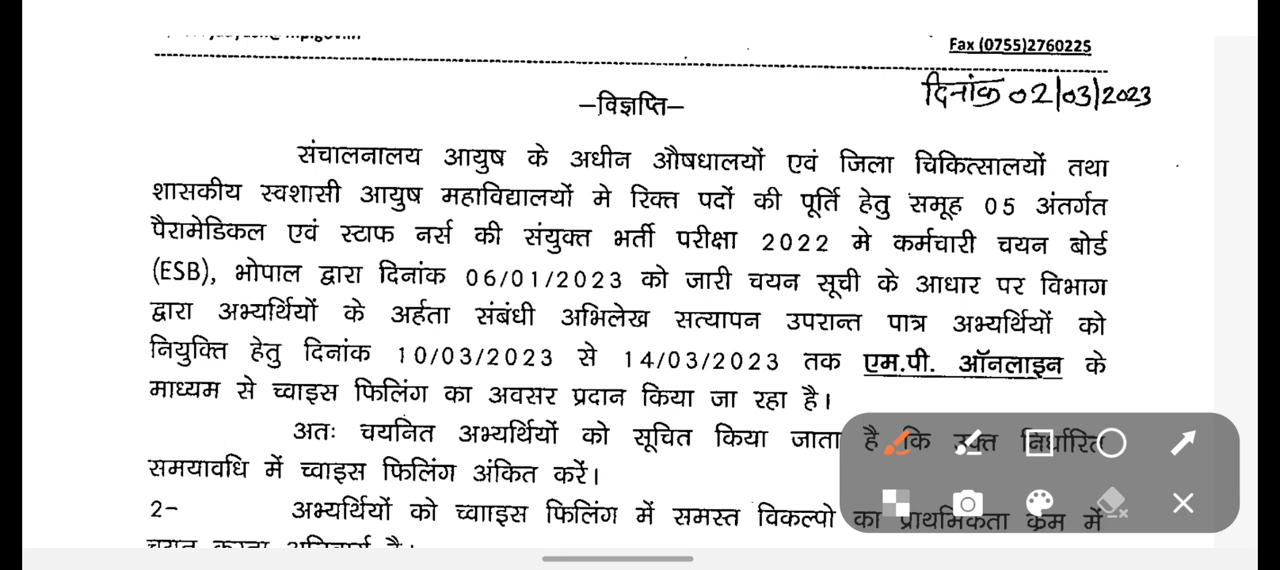 Fax (0755)2760225
दिनांक 02/03/2023
–विज्ञप्ति–
संचालनालय आयुष के अधीन औषधालयों एवं जिला चिकित्सालयों तथा
शासकीय स्वशासी आयुष महाविद्यालयों मे रिक्त पदों की पूर्ति हेतु समूह 05 अंतर्गत
पैरामेडिकल एवं स्टाफ नर्स की संयुक्त भर्ती परीक्षा 2022 मे कर्मचारी चयन बोर्ड
(ESB), भोपाल द्वारा दिनांक 06/01/2023 को जारी चयन सूची के आधार पर विभाग
द्वारा अभ्यर्थियों के अर्हता संबंधी अभिलेख सत्यापन उपरान्त पात्र अभ्यर्थियों को
नियुक्ति हेतु दिनांक 10/03/2023 से 14/03/2023 तक एम.पी. ऑनलाइन के
माध्यम से च्वाइस फिलिंग का अवसर प्रदान किया जा रहा है।
अतः चयनित अभ्यर्थियों को सूचित किया जाता है कि उक्त निर्धारित
समयावधि में च्वाइस फिलिंग अंकित करें।
2– अभ्यर्थियों को च्वााइस फिलिंग में समस्त विकल्पो का प्राथमिकता क्रम में